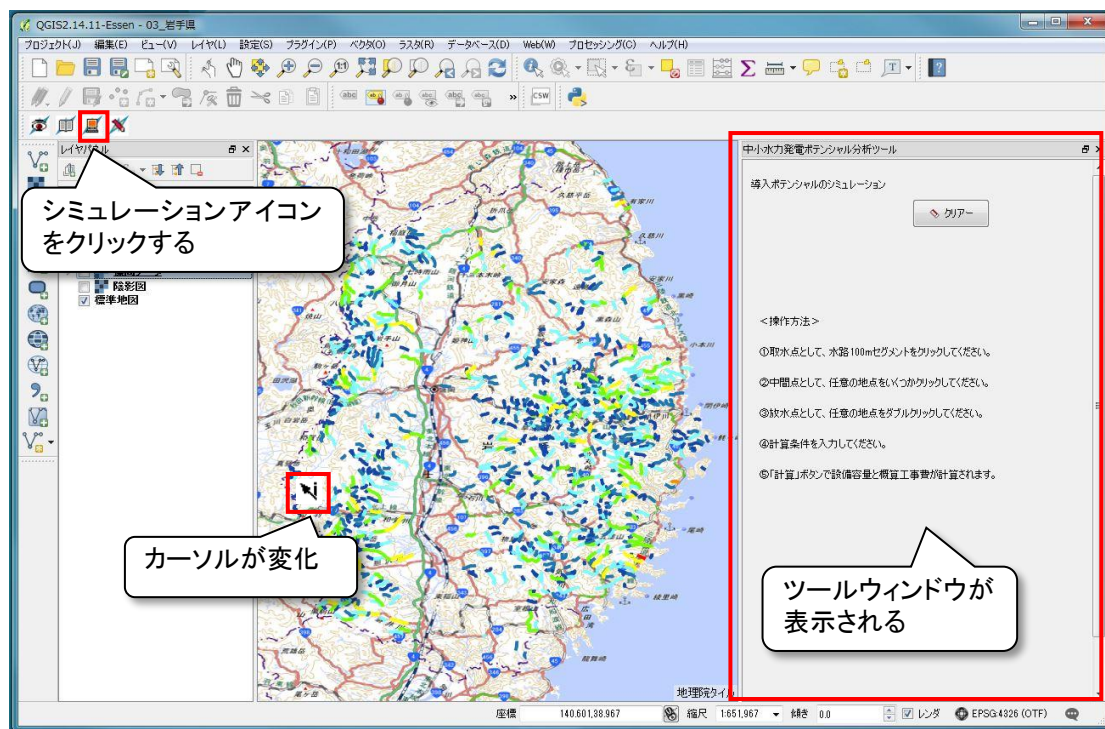 QGIS2.14.11-Essen - 03_岩手県
プロジェクト(J) 編集(E) ビュー(V) レイヤ(L) 設定(S) プラグイン(P) ベクタ(O) ラスタ(R) データベース(D) Web(W) プロセッシング(C) ヘルプ(H)
CSW
シミュレーションアイコン
をクリックする
陰影図
標準地図
カーソルが変化
中小水力発電ポテンシャル分析ツール
導入ポテンシャルのシミュレーション
クリアー
<操作方法>
①取水点として、水路100mセグメントをクリックしてください。
②中間点として、任意の地点をいくつかクリックしてください。
③放水点として、任意の地点をダブルクリックしてください。
④計算条件を入力してください。
⑤「計算」ボタンで設備容量と概算工事費が計算されます。
ツールウィンドウが
表示される
地理院タイル
座標 140.601,38.967 縮尺 1:651,967 傾き 0.0 レンダ EPSG:4326 (OTF)